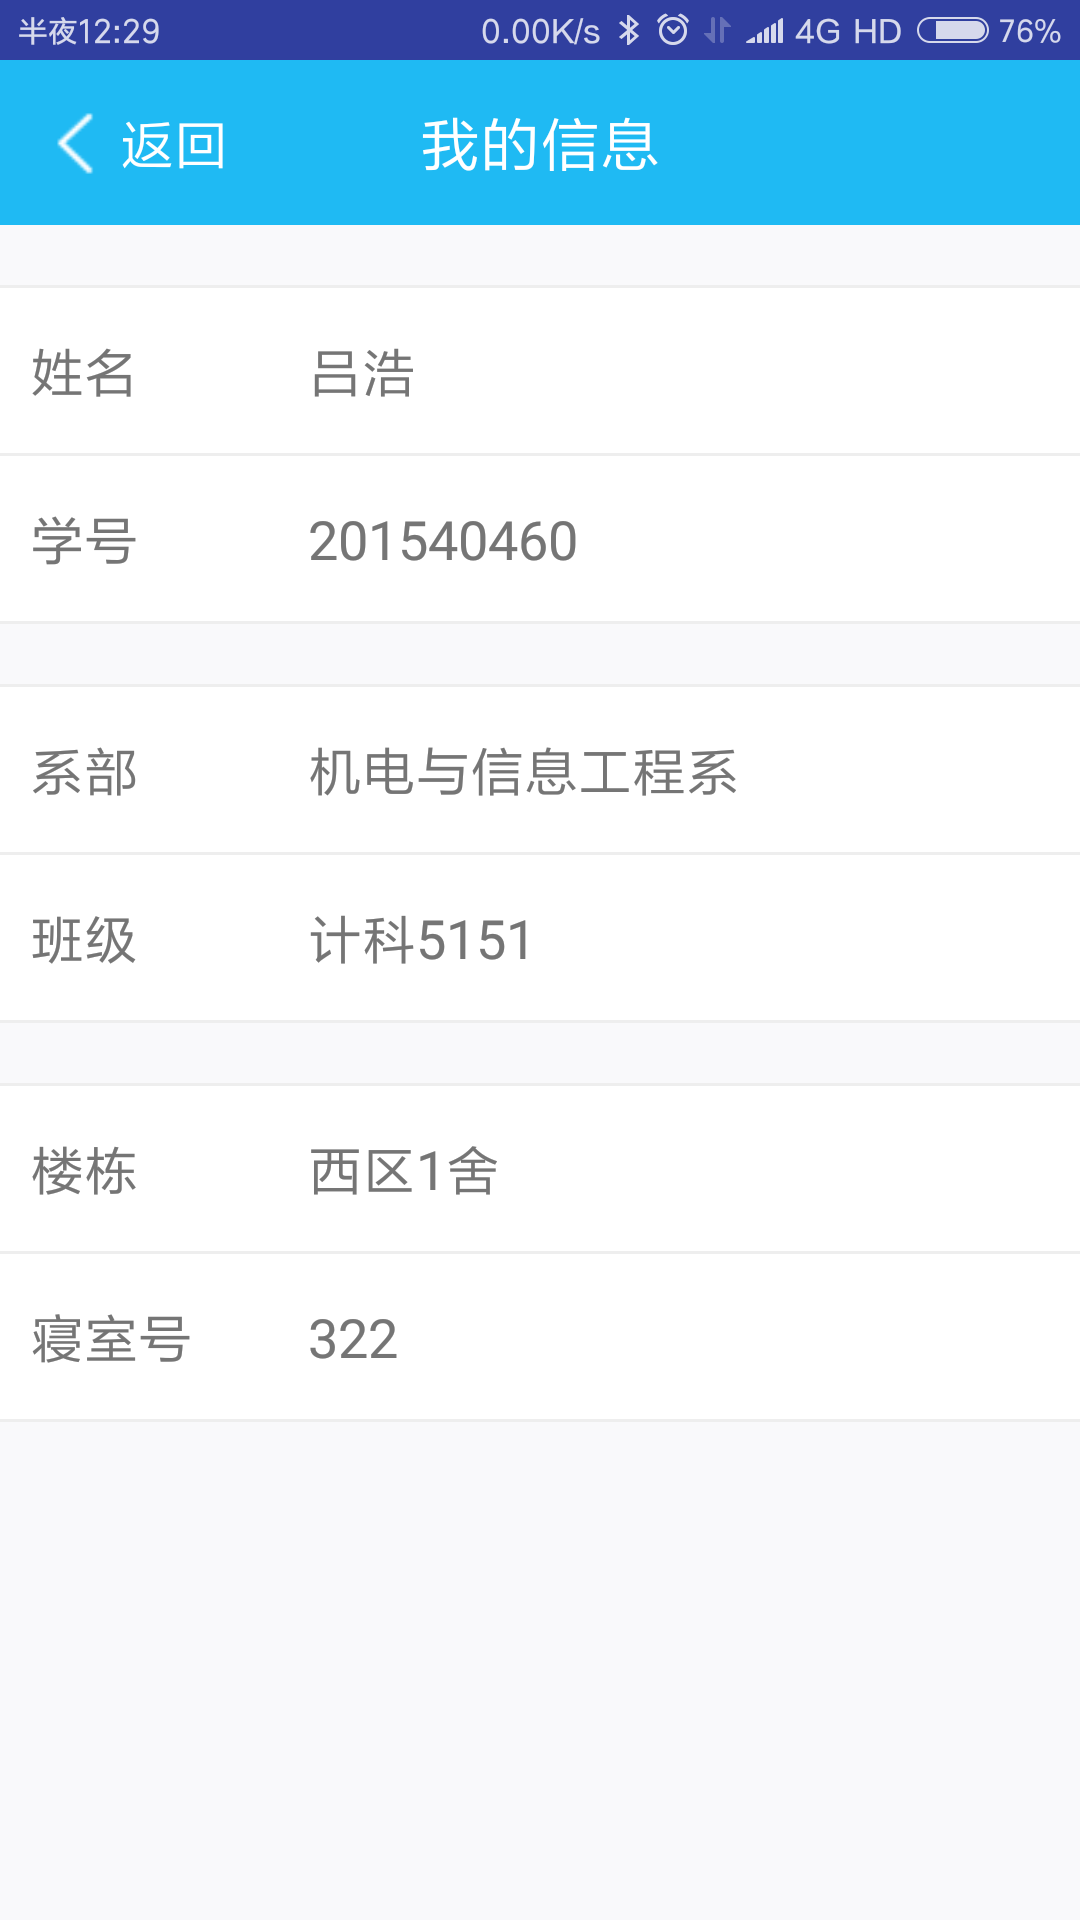 半夜12:29 0.00K/s 4G HD 76%
返回 我的信息
姓名 吕浩
学号 201540460
系部 机电与信息工程系
班级 计科5151
楼栋 西区1舍
寝室号 322